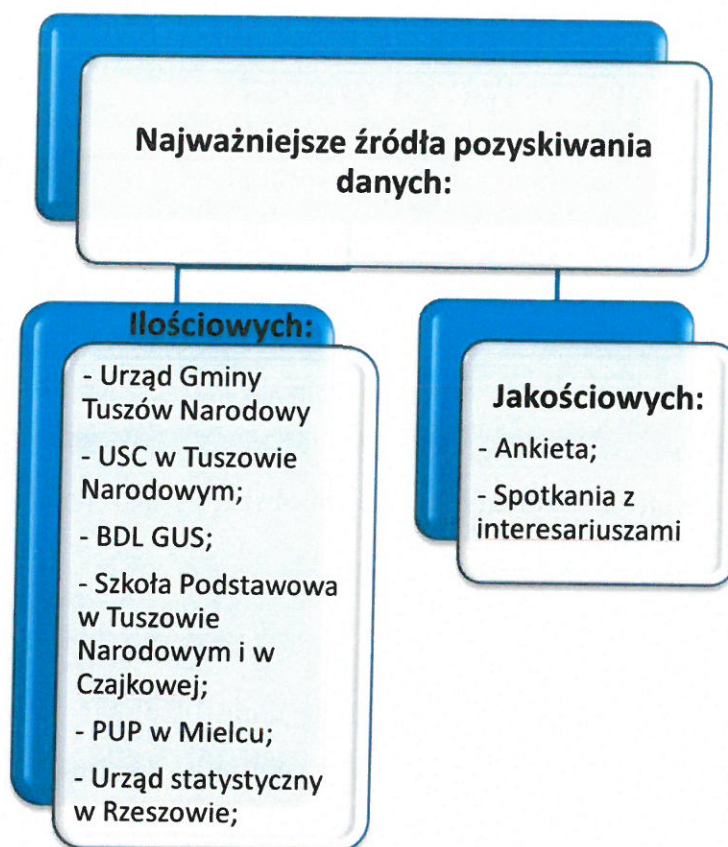 Najważniejsze źródła pozyskiwania
danych:
Ilościowych:
- Urząd Gminy
Tuszów Narodowy
- USC w Tuszowie
Narodowym;
- BDL GUS;
- Szkoła Podstawowa
w Tuszowie
Narodowym i w
Czajkowej;
- PUP w Mielcu;
- Urząd statystyczny
w Rzeszowie;
Jakościowych:
- Ankieta;
- Spotkania z
interesariuszami